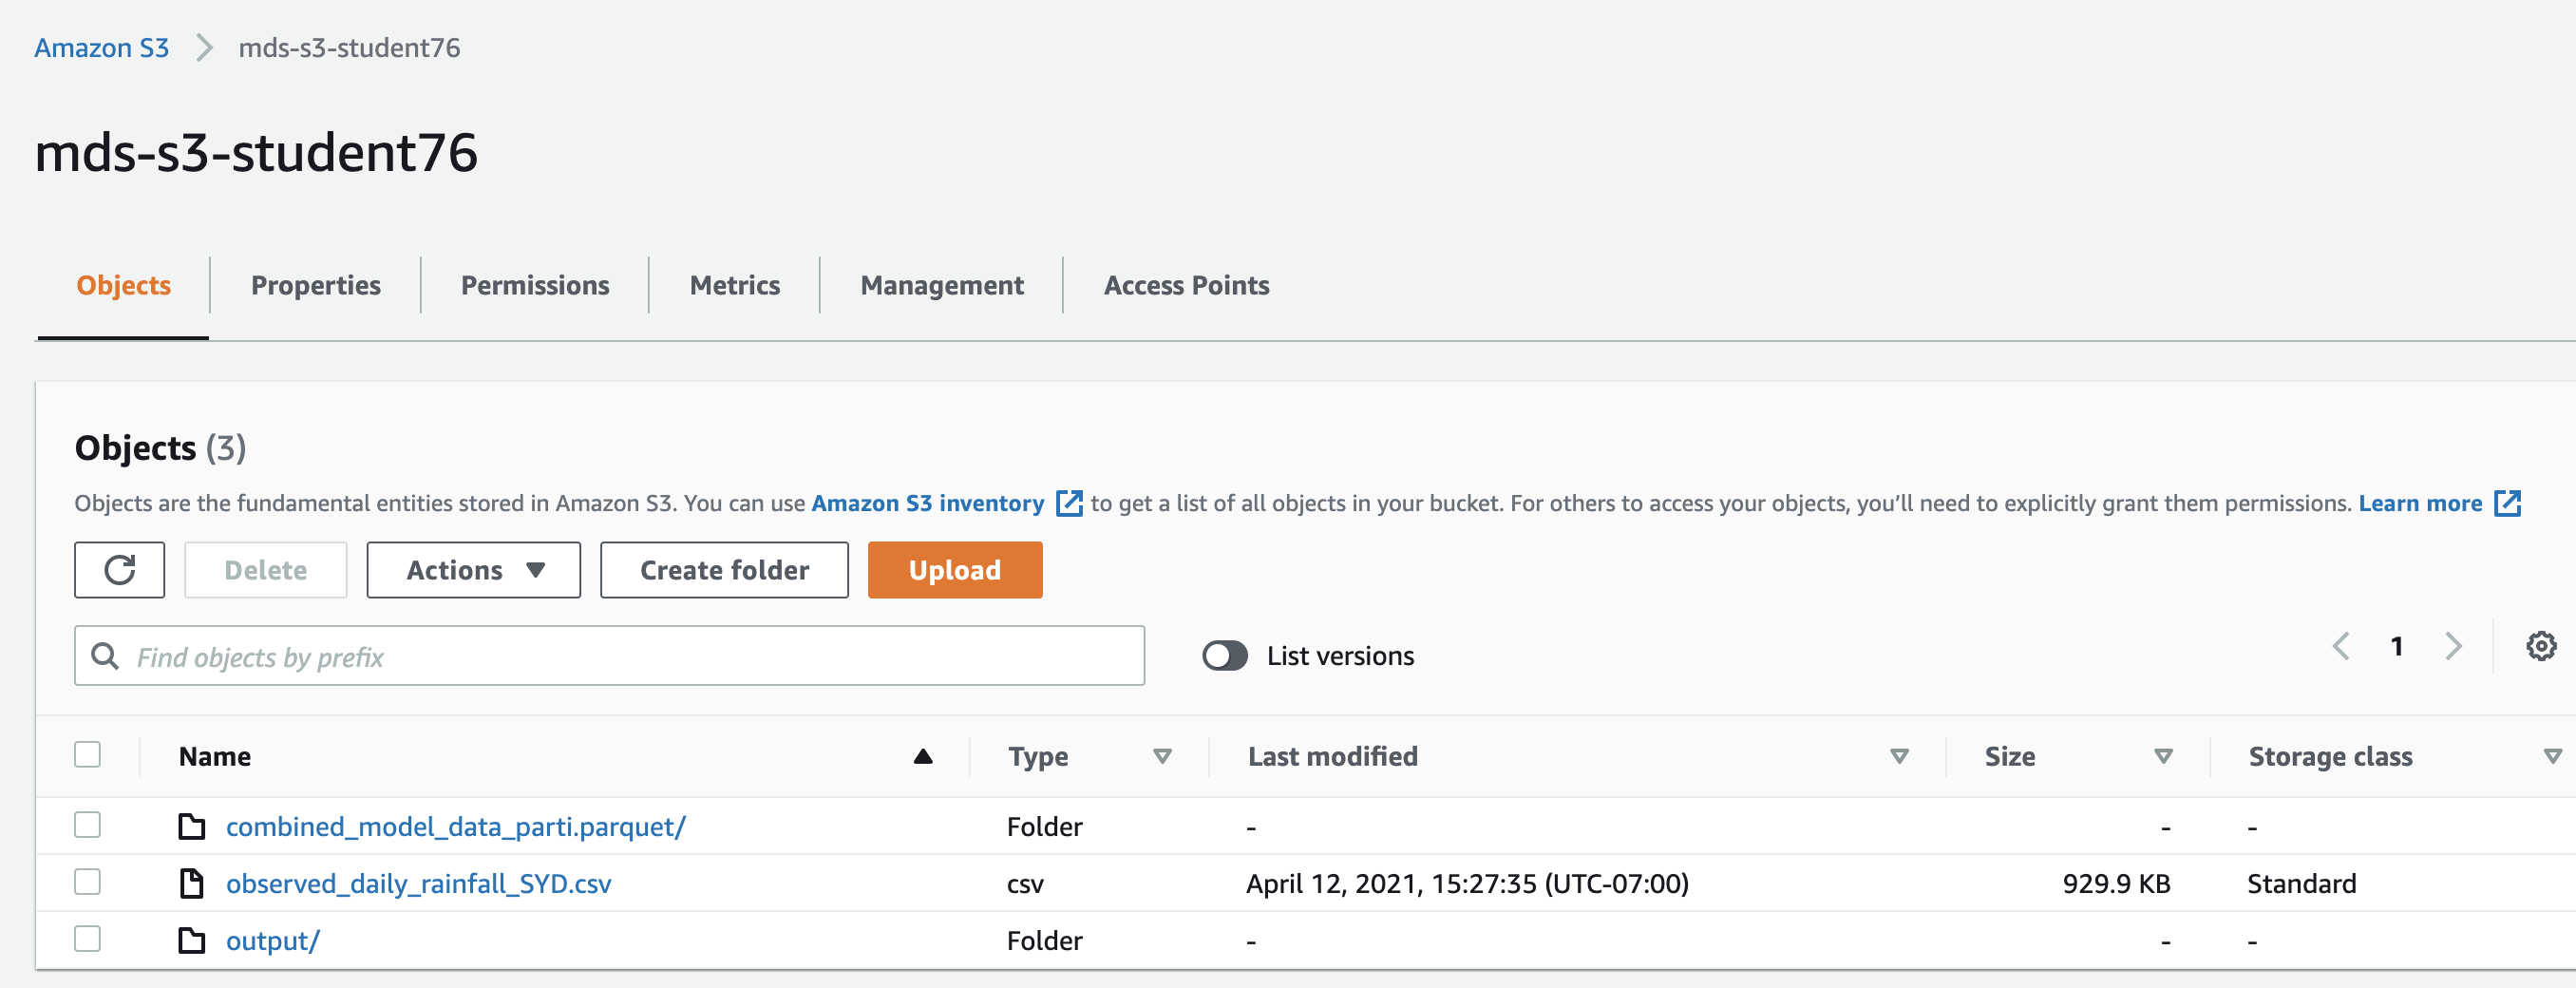 Amazon S3 mds-s3-student76
mds-s3-student76
Objects Properties Permissions Metrics Management Access Points
Objects (3)
Objects are the fundamental entities stored in Amazon S3. You can use Amazon S3 inventory to get a list of all objects in your bucket. For others to access your objects, you’ll need to explicitly grant them permissions. Learn more
Delete Actions Create folder Upload
Find objects by prefix List versions 1
Name Type Last modified Size Storage class
combined_model_data_parti.parquet/ Folder - - -
observed_daily_rainfall_SYD.csv csv April 12, 2021, 15:27:35 (UTC-07:00) 929.9 KB Standard
output/ Folder - - -